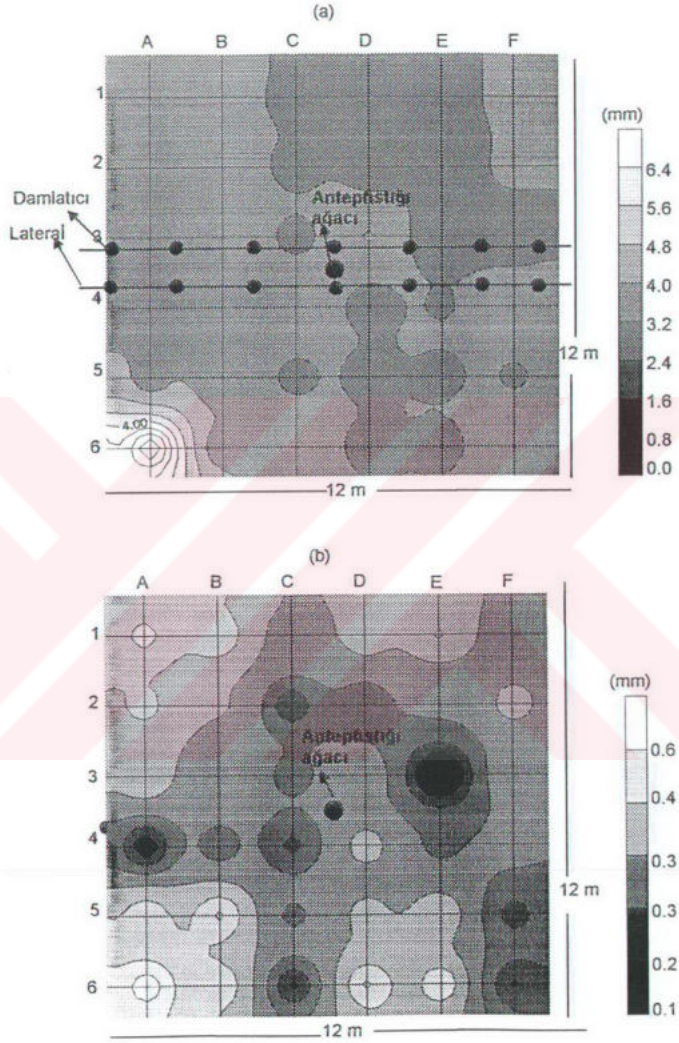 (a)
A B C D E F
(mm)
1
2
3
4
5
6
Damlatıcı
Lateral
Antepfıstığı
ağacı
4.00
12 m
12 m
6.4
5.6
4.8
4.0
3.2
2.4
1.6
0.8
0.0
(b)
A B C D E F
(mm)
1
2
3
4
5
6
Antepfıstığı
ağacı
12 m
12 m
0.6
0.4
0.3
0.3
0.2
0.1